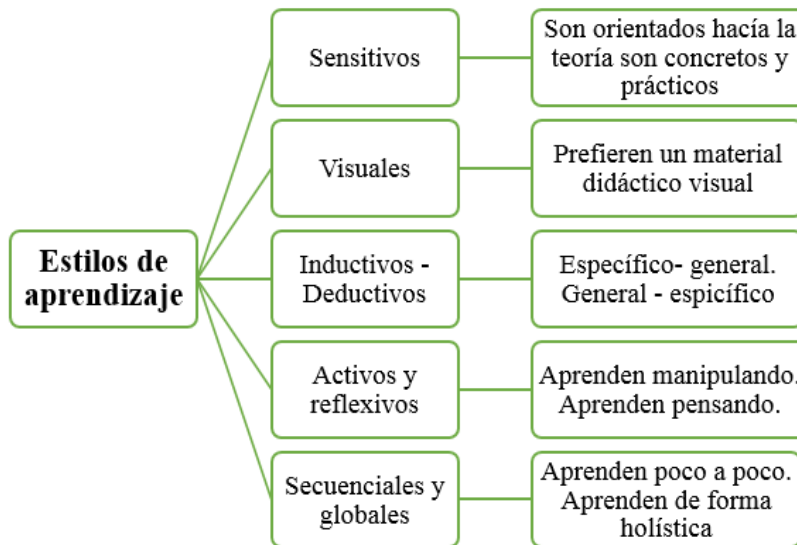 Estilos de
aprendizaje
Sensitivos
Son orientados hacía la
teoría son concretos y
prácticos
Visuales
Prefieren un material
didáctico visual
Inductivos -
Deductivos
Específico- general.
General - espicífico
Activos y
reflexivos
Aprenden manipulando.
Aprenden pensando.
Secuenciales y
globales
Aprenden poco a poco.
Aprenden de forma
holística